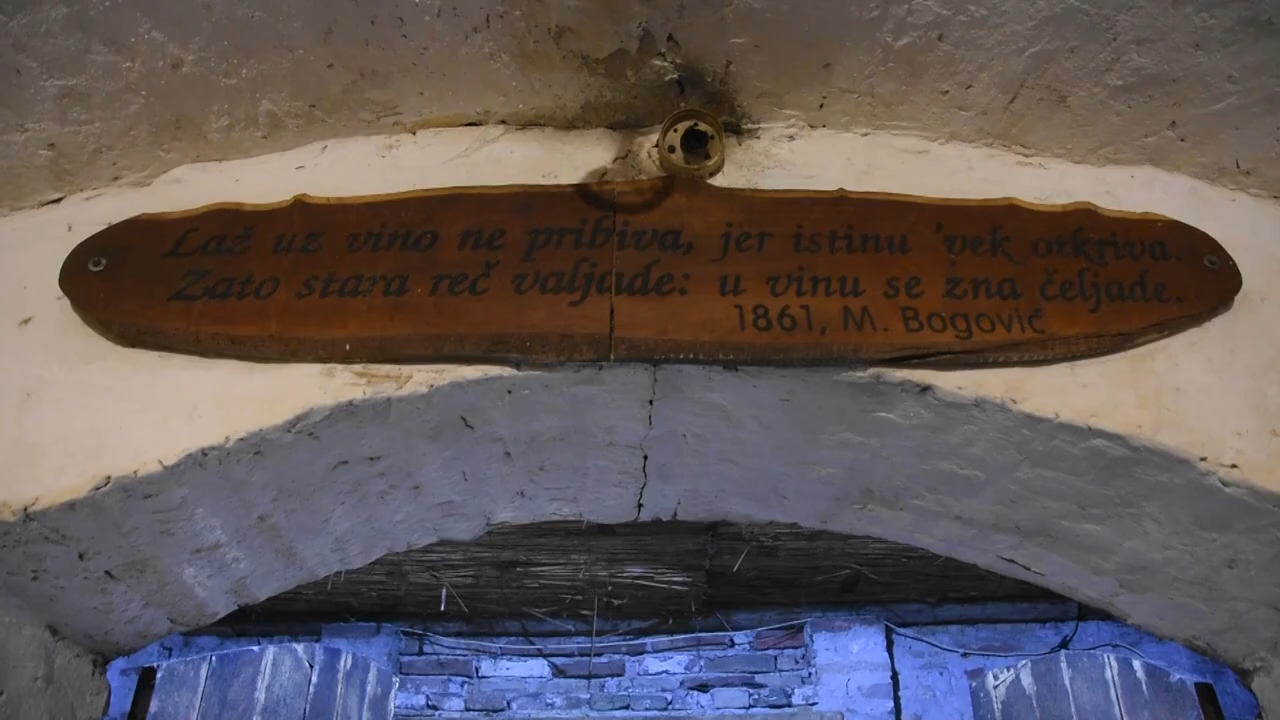 Laž uz vino ne pribiva, jer istinu 'vek otkriva.
Zato stara reč valjade: u vinu se zna čeljade.
1861, M. Bogović